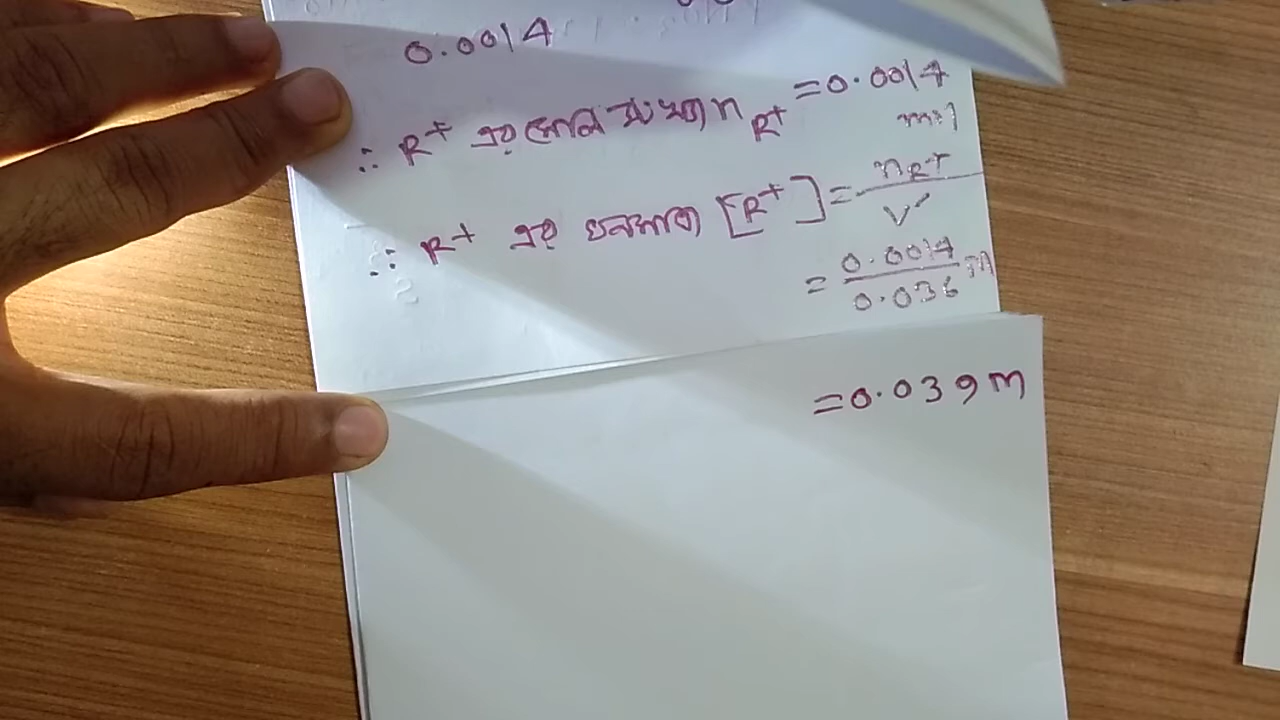 0.0014
∴ R⁺ এর মোল সংখ্যা n_R⁺ = 0.0014
mol
∴ R⁺ এর ঘনমাত্রা [R⁺] = n_R⁺ / V
= 0.0014 / 0.036 M
= 0.039 M